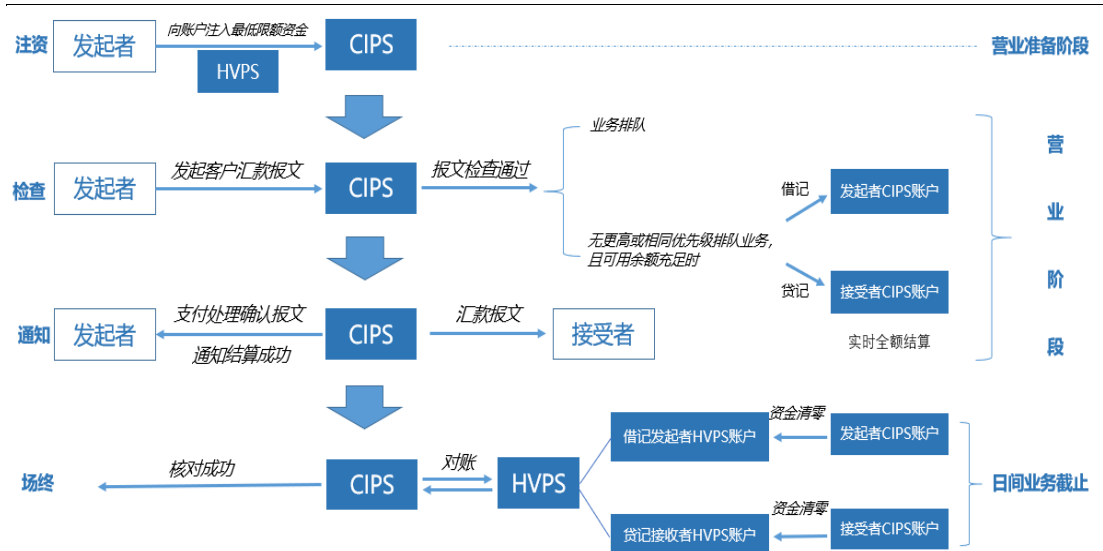 注资
发起者
向账户注入最低限额资金
HVPS
CIPS
营业准备阶段
检查
发起者
发起客户汇款报文
CIPS
报文检查通过
业务排队
无更高或相同优先级排队业务，
且可用余额充足时
借记
发起者CIPS账户
贷记
接受者CIPS账户
实时全额结算
营
业
阶
段
通知
发起者
支付处理确认报文
通知结算成功
CIPS
汇款报文
接受者
场终
核对成功
CIPS
对账
HVPS
借记发起者HVPS账户
资金清零
发起者CIPS账户
贷记接收者HVPS账户
资金清零
接受者CIPS账户
日间业务截止